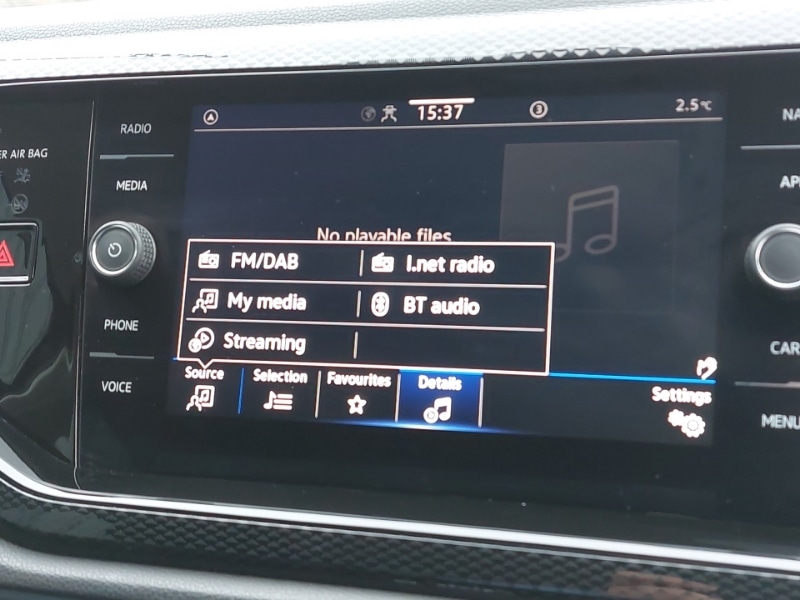 RADIO
MEDIA
PHONE
VOICE
ER AIR BAG
15:37
3
2.5°C
No playable files.
FM/DAB
I.net radio
My media
BT audio
Streaming
Source
Selection
Favourites
Details
Settings
NA
AP
CAR
MENU